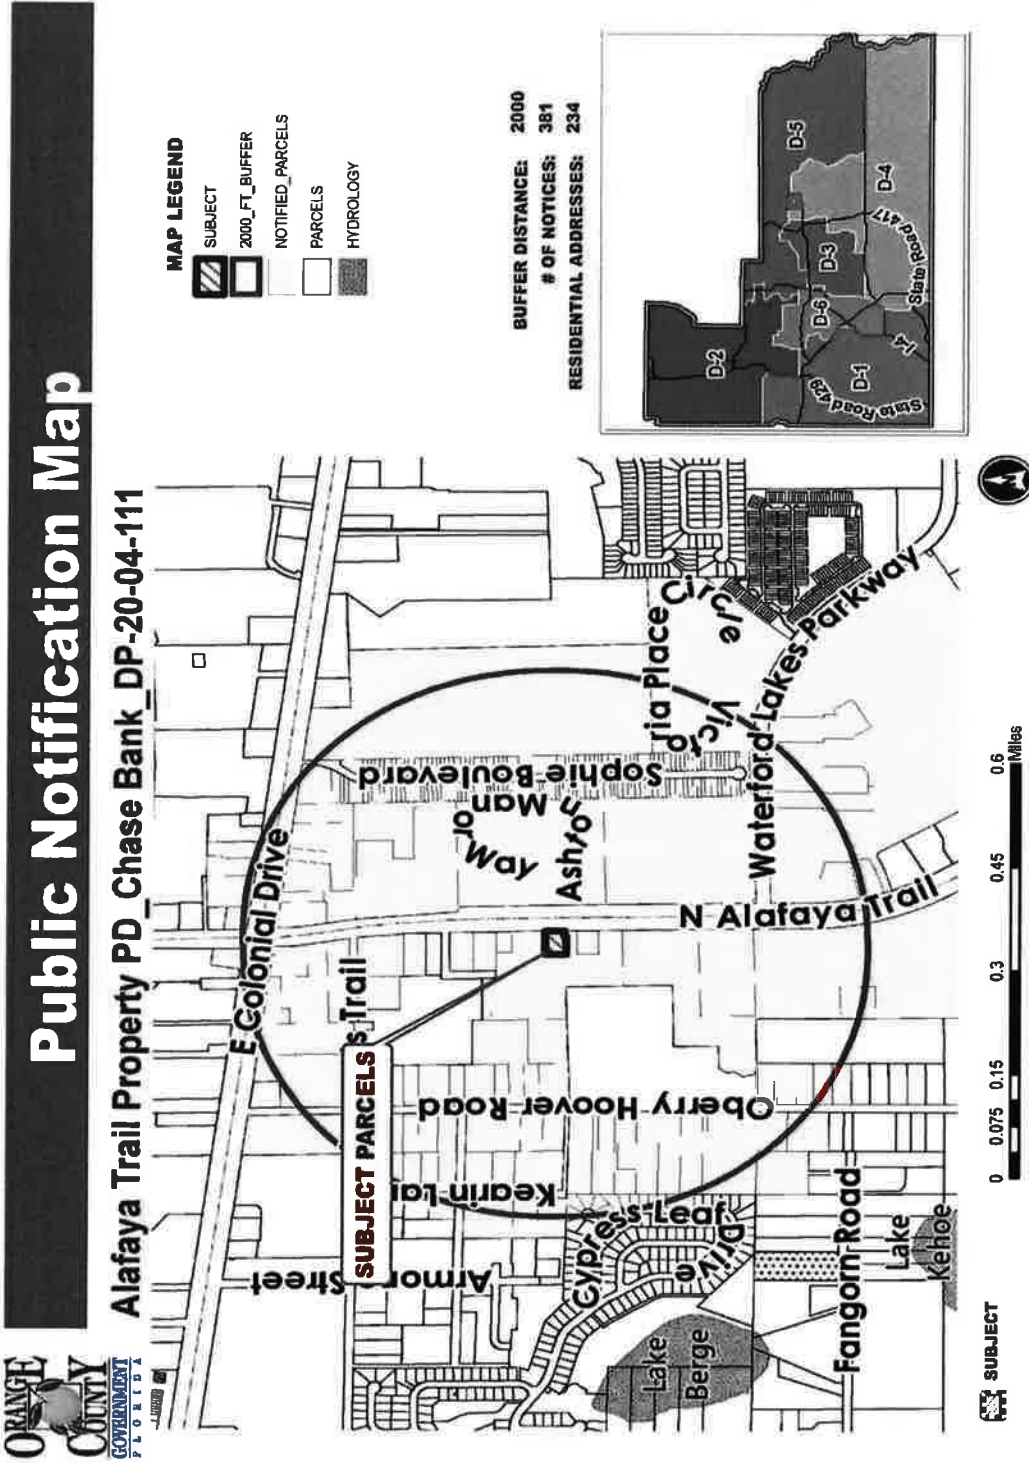 ORANGE
COUNTY
GOVERNMENT
FLORIDA
Public Notification Map
Alafaya Trail Property PD_Chase Bank_DP-20-04-111
MAP LEGEND
SUBJECT
2000_FT_BUFFER
NOTIFIED_PARCELS
PARCELS
HYDROLOGY
BUFFER DISTANCE: 2000
# OF NOTICES: 381
RESIDENTIAL ADDRESSES: 234
D-2
D-5
D-3
D-6
D-4
D-1
State Road 417
State Road 429
I-4
E Colonial Drive
s Trail
SUBJECT PARCELS
Armor Street
Kearin La
Oberry Hoover Road
Cypress Leaf Drive
Sophie Boulevard
Ashton Manor Way
Victoria Place Circle
Waterford Lakes Parkway
N Alafaya Trail
Lake Berge
Fangorn Road
Lake Kehoe
SUBJECT
0 0.075 0.15 0.3 0.45 0.6
Miles